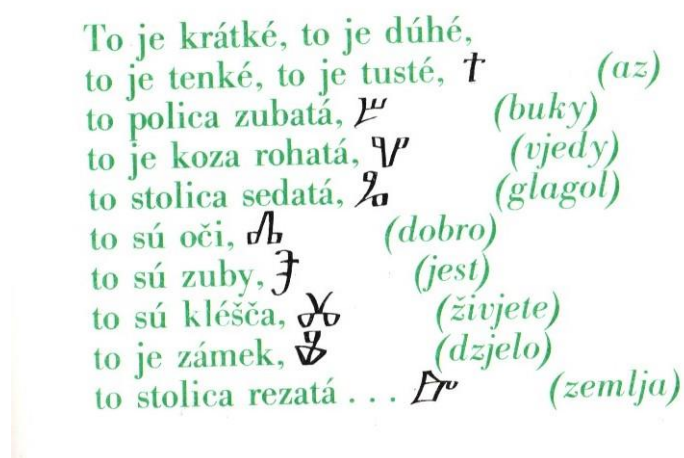 To je krátké, to je dúhé,
to je tenké, to je tusté, Ⰰ (az)
to polica zubatá, Ⰱ (buky)
to je koza rohatá, Ⰲ (vjedy)
to stolica sedatá, Ⰳ (glagol)
to sú oči, Ⰴ (dobro)
to sú zuby, Ⰵ (jest)
to sú kléšča, Ⰶ (živjete)
to je zámek, Ⰷ (dzjelo)
to stolica rezatá . . . Ⰸ (zemlja)